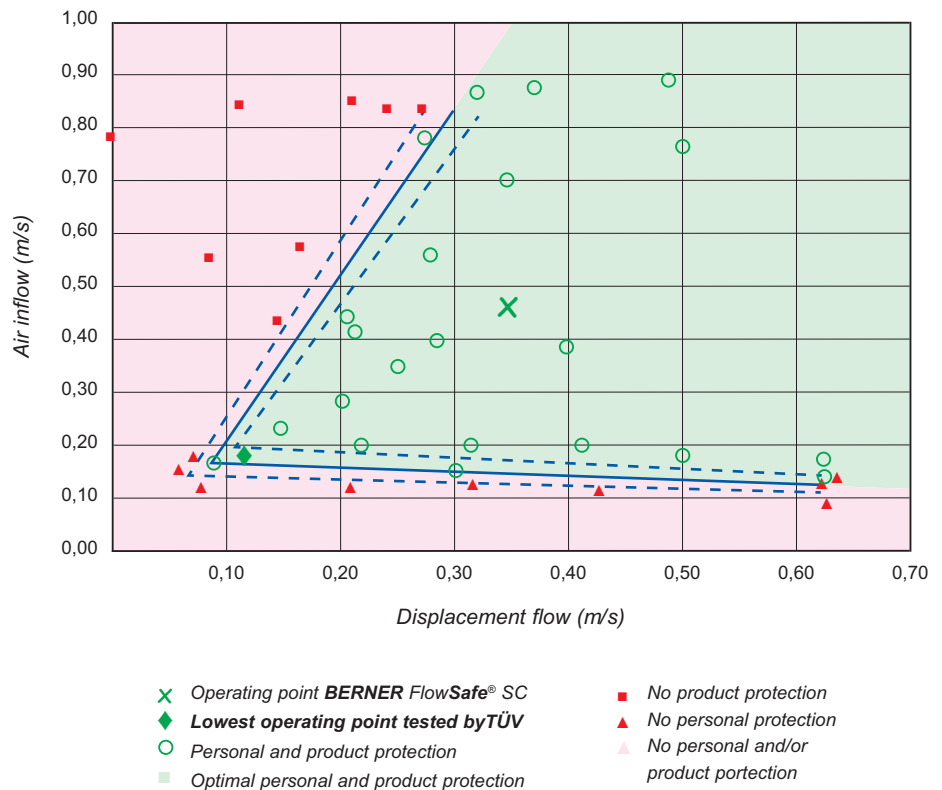 1,00
0,90
0,80
0,70
0,60
0,50
0,40
0,30
0,20
0,10
0,00
Air inflow (m/s)
0,10
0,20
0,30
0,40
0,50
0,60
0,70
Displacement flow (m/s)
Operating point BERNER FlowSafe® SC
Lowest operating point tested byTÜV
Personal and product protection
Optimal personal and product protection
No product protection
No personal protection
No personal and/or
product portection